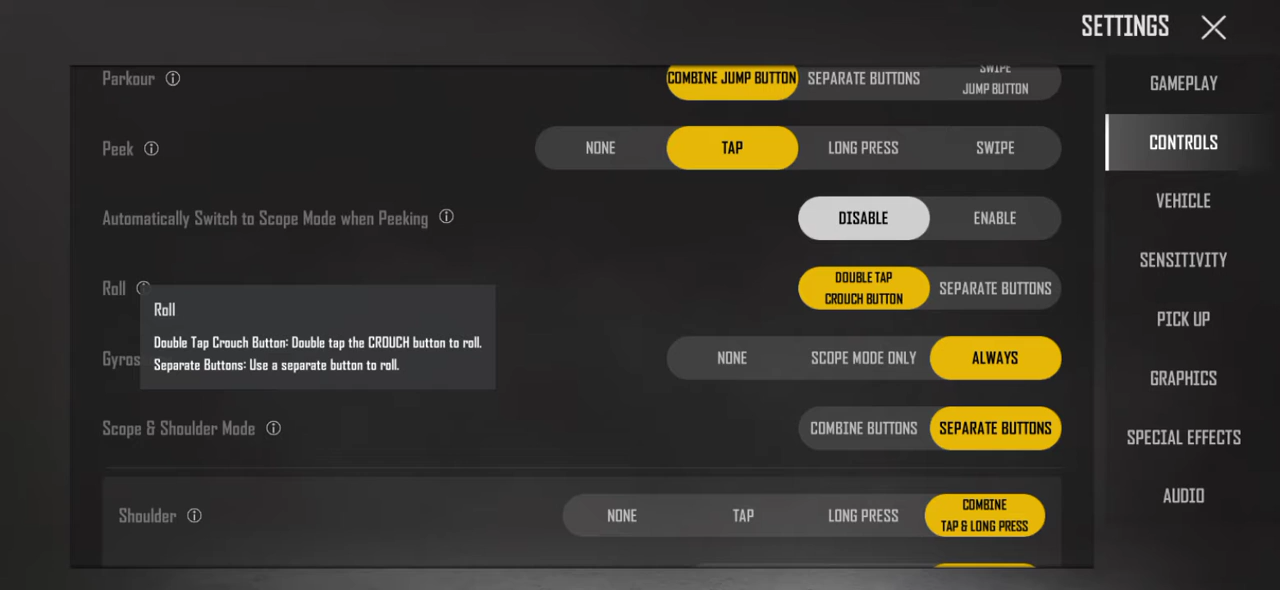 SETTINGS
Parkour
COMBINE JUMP BUTTON
SEPARATE BUTTONS
SWIPE
JUMP BUTTON
Peek
NONE
TAP
LONG PRESS
SWIPE
Automatically Switch to Scope Mode when Peeking
DISABLE
ENABLE
Roll
DOUBLE TAP
CROUCH BUTTON
SEPARATE BUTTONS
Roll
Double Tap Crouch Button: Double tap the CROUCH button to roll.
Separate Buttons: Use a separate button to roll.
Gyros
NONE
SCOPE MODE ONLY
ALWAYS
Scope & Shoulder Mode
COMBINE BUTTONS
SEPARATE BUTTONS
Shoulder
NONE
TAP
LONG PRESS
COMBINE
TAP & LONG PRESS
GAMEPLAY
CONTROLS
VEHICLE
SENSITIVITY
PICK UP
GRAPHICS
SPECIAL EFFECTS
AUDIO